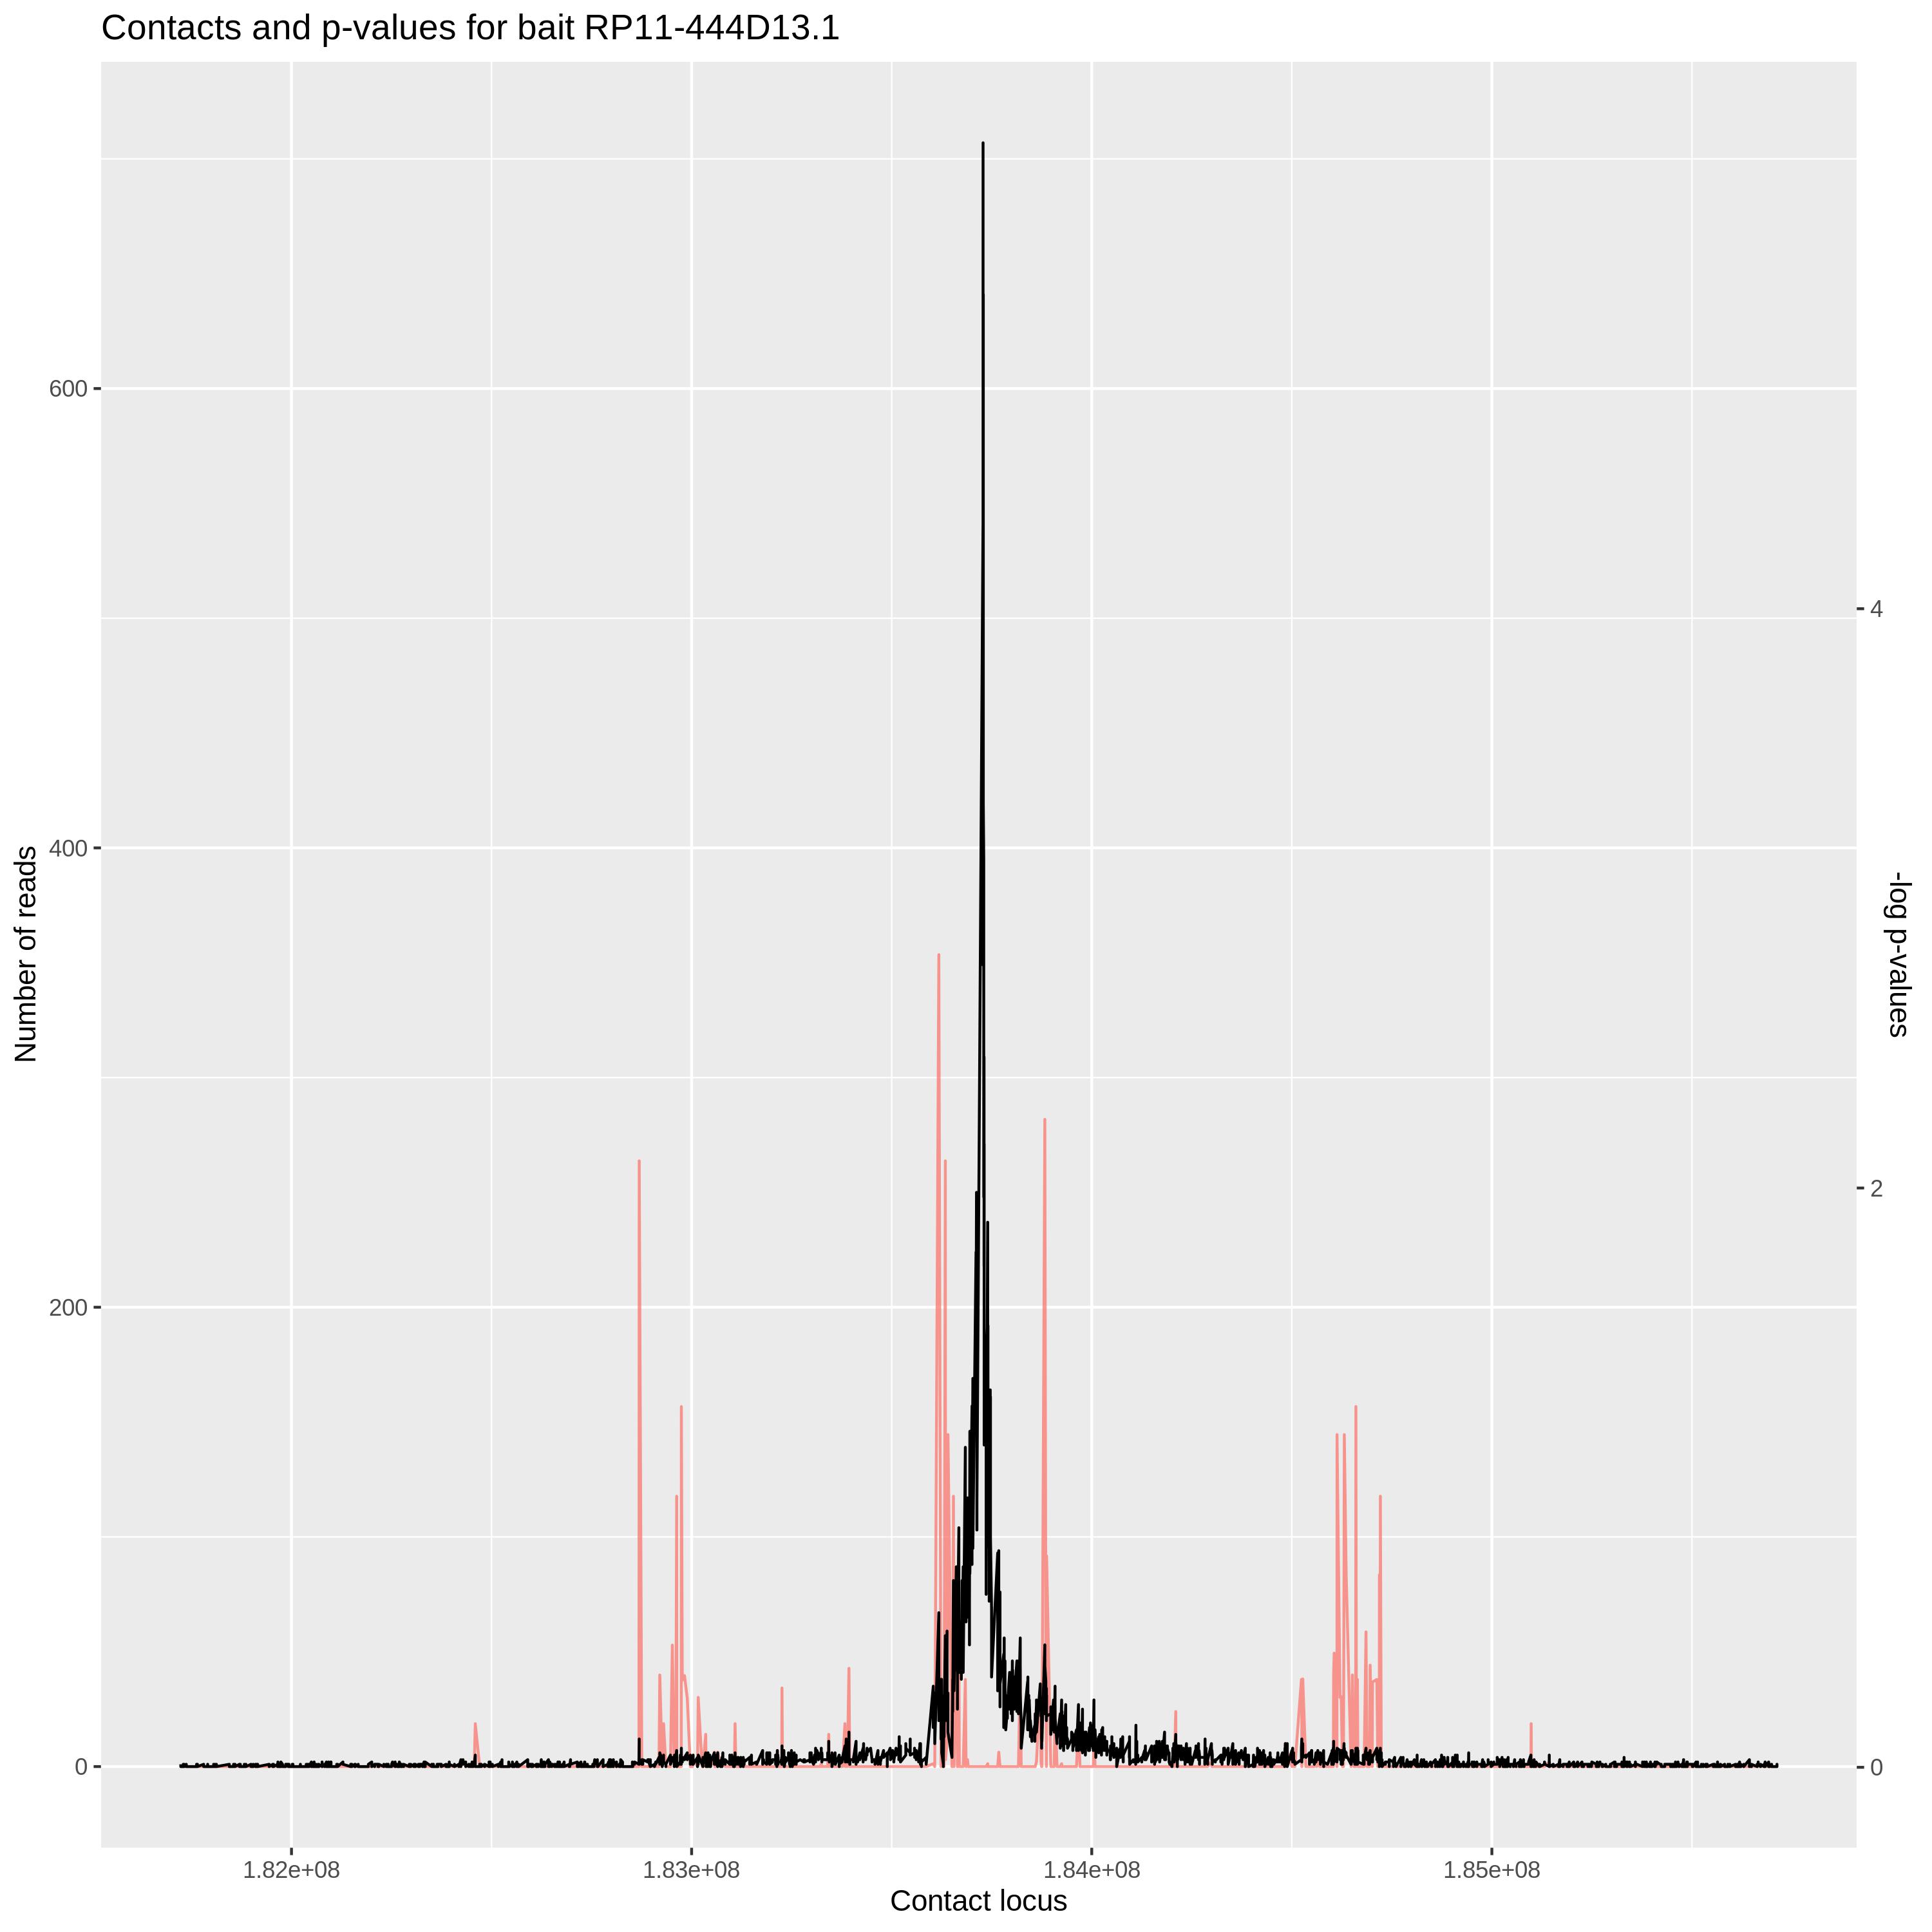 Contacts and p-values for bait RP11-444D13.1
Number of reads
600
400
200
0
4
2
0
-log p-values
1.82e+08
1.83e+08
1.84e+08
1.85e+08
Contact locus